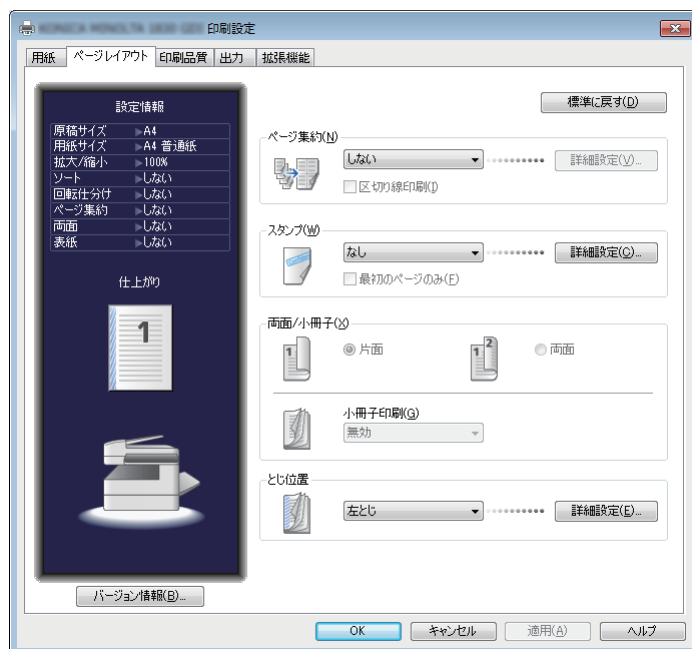 印刷設定
用紙 ページレイアウト 印刷品質 出力 拡張機能
設定情報
原稿サイズ ▶A4
用紙サイズ ▶A4 普通紙
拡大/縮小 ▶100%
ソート ▶しない
回転仕分け ▶しない
ページ集約 ▶しない
両面 ▶しない
表紙 ▶しない
仕上がり
1
バージョン情報(B)...
標準に戻す(D)
ページ集約(N)
しない 詳細設定(V)...
区切り線印刷(I)
スタンプ(W)
なし 詳細設定(C)...
最初のページのみ(F)
両面/小冊子(X)
1 片面 1 2 両面
小冊子印刷(G)
無効
とじ位置
左とじ 詳細設定(E)...
OK キャンセル 適用(A) ヘルプ